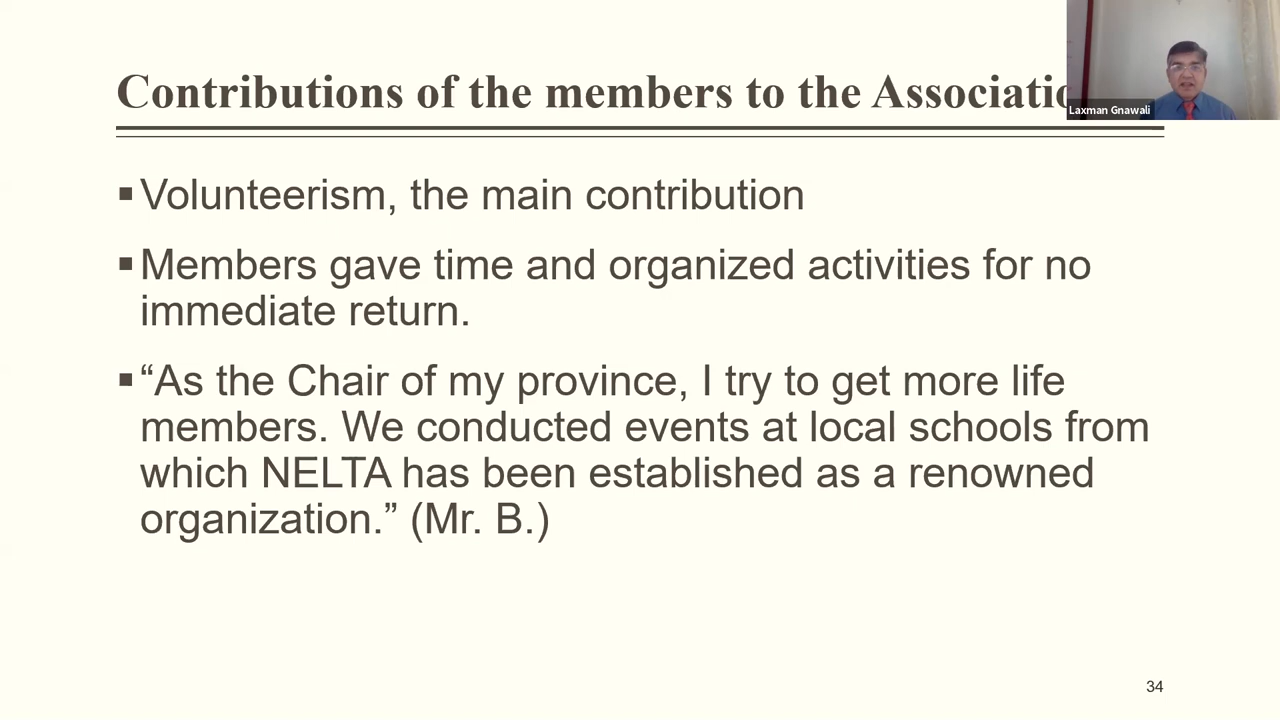 Contributions of the members to the Associatio
Laxman Gnawali
▪Volunteerism, the main contribution
▪Members gave time and organized activities for no
immediate return.
▪“As the Chair of my province, I try to get more life
members. We conducted events at local schools from
which NELTA has been established as a renowned
organization.” (Mr. B.)
34